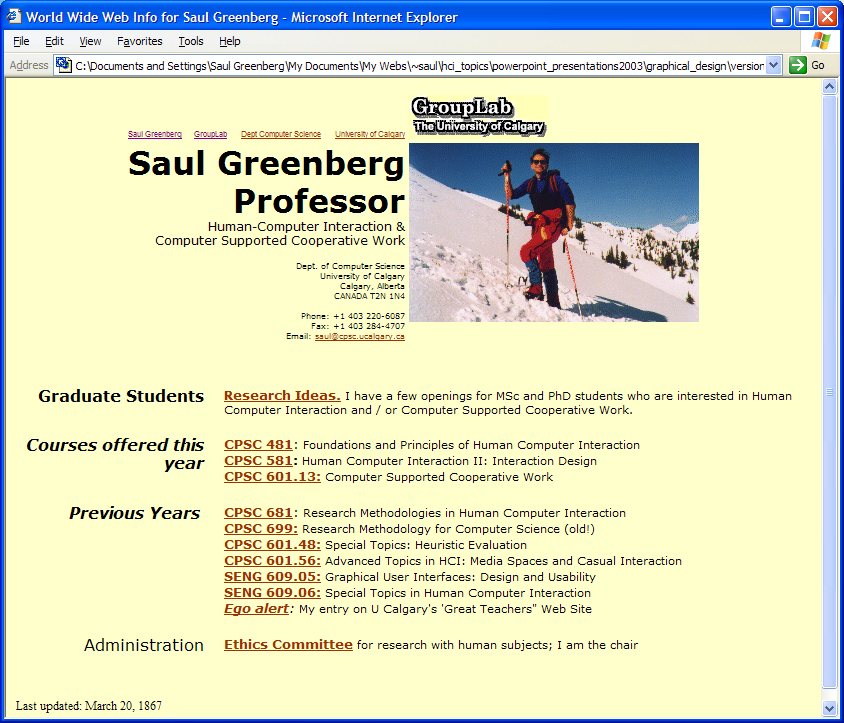 World Wide Web Info for Saul Greenberg - Microsoft Internet Explorer
File Edit View Favorites Tools Help
Address C:\Documents and Settings\Saul Greenberg\My Documents\My Webs\~saul\hci_topics\powerpoint_presentations2003\graphical_design\version Go
GroupLab
The University of Calgary
Saul Greenberg GroupLab Dept Computer Science University of Calgary
Saul Greenberg
Professor
Human-Computer Interaction &
Computer Supported Cooperative Work
Dept. of Computer Science
University of Calgary
Calgary, Alberta
CANADA T2N 1N4
Phone: +1 403 220-6087
Fax: +1 403 284-4707
Email: saul@cpsc.ucalgary.ca
Graduate Students Research Ideas. I have a few openings for MSc and PhD students who are interested in Human
Computer Interaction and / or Computer Supported Cooperative Work.
Courses offered this CPSC 481: Foundations and Principles of Human Computer Interaction
year CPSC 581: Human Computer Interaction II: Interaction Design
CPSC 601.13: Computer Supported Cooperative Work
Previous Years CPSC 681: Research Methodologies in Human Computer Interaction
CPSC 699: Research Methodology for Computer Science (old!)
CPSC 601.48: Special Topics: Heuristic Evaluation
CPSC 601.56: Advanced Topics in HCI: Media Spaces and Casual Interaction
SENG 609.05: Graphical User Interfaces: Design and Usability
SENG 609.06: Special Topics in Human Computer Interaction
Ego alert: My entry on U Calgary's 'Great Teachers" Web Site
Administration Ethics Committee for research with human subjects; I am the chair
Last updated: March 20, 1867